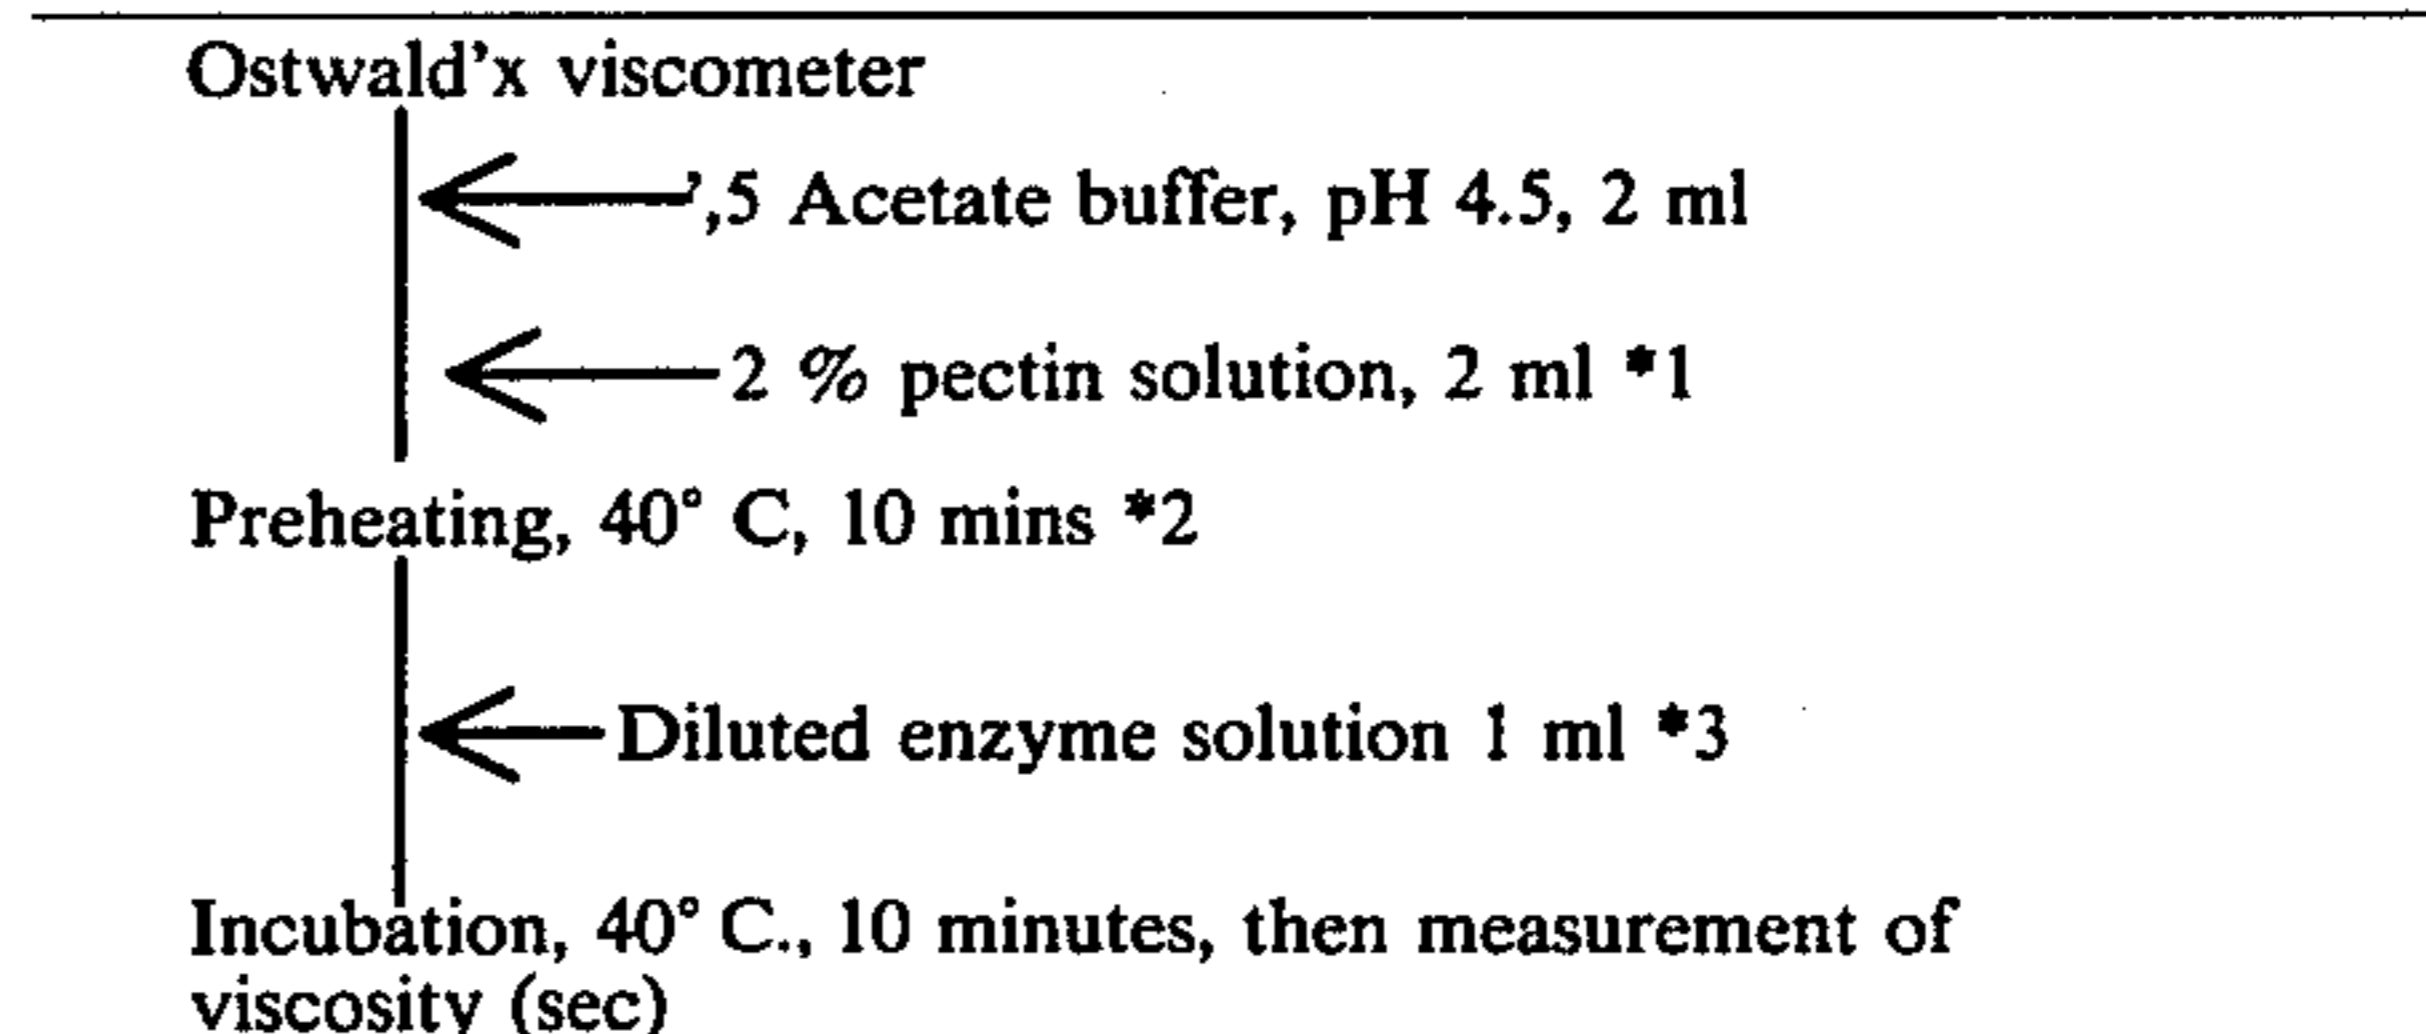 Ostwald'x viscometer
',5 Acetate buffer, pH 4.5, 2 ml
2 % pectin solution, 2 ml *1
Preheating, 40° C, 10 mins *2
Diluted enzyme solution 1 ml *3
Incubation, 40° C., 10 minutes, then measurement of
viscosity (sec)